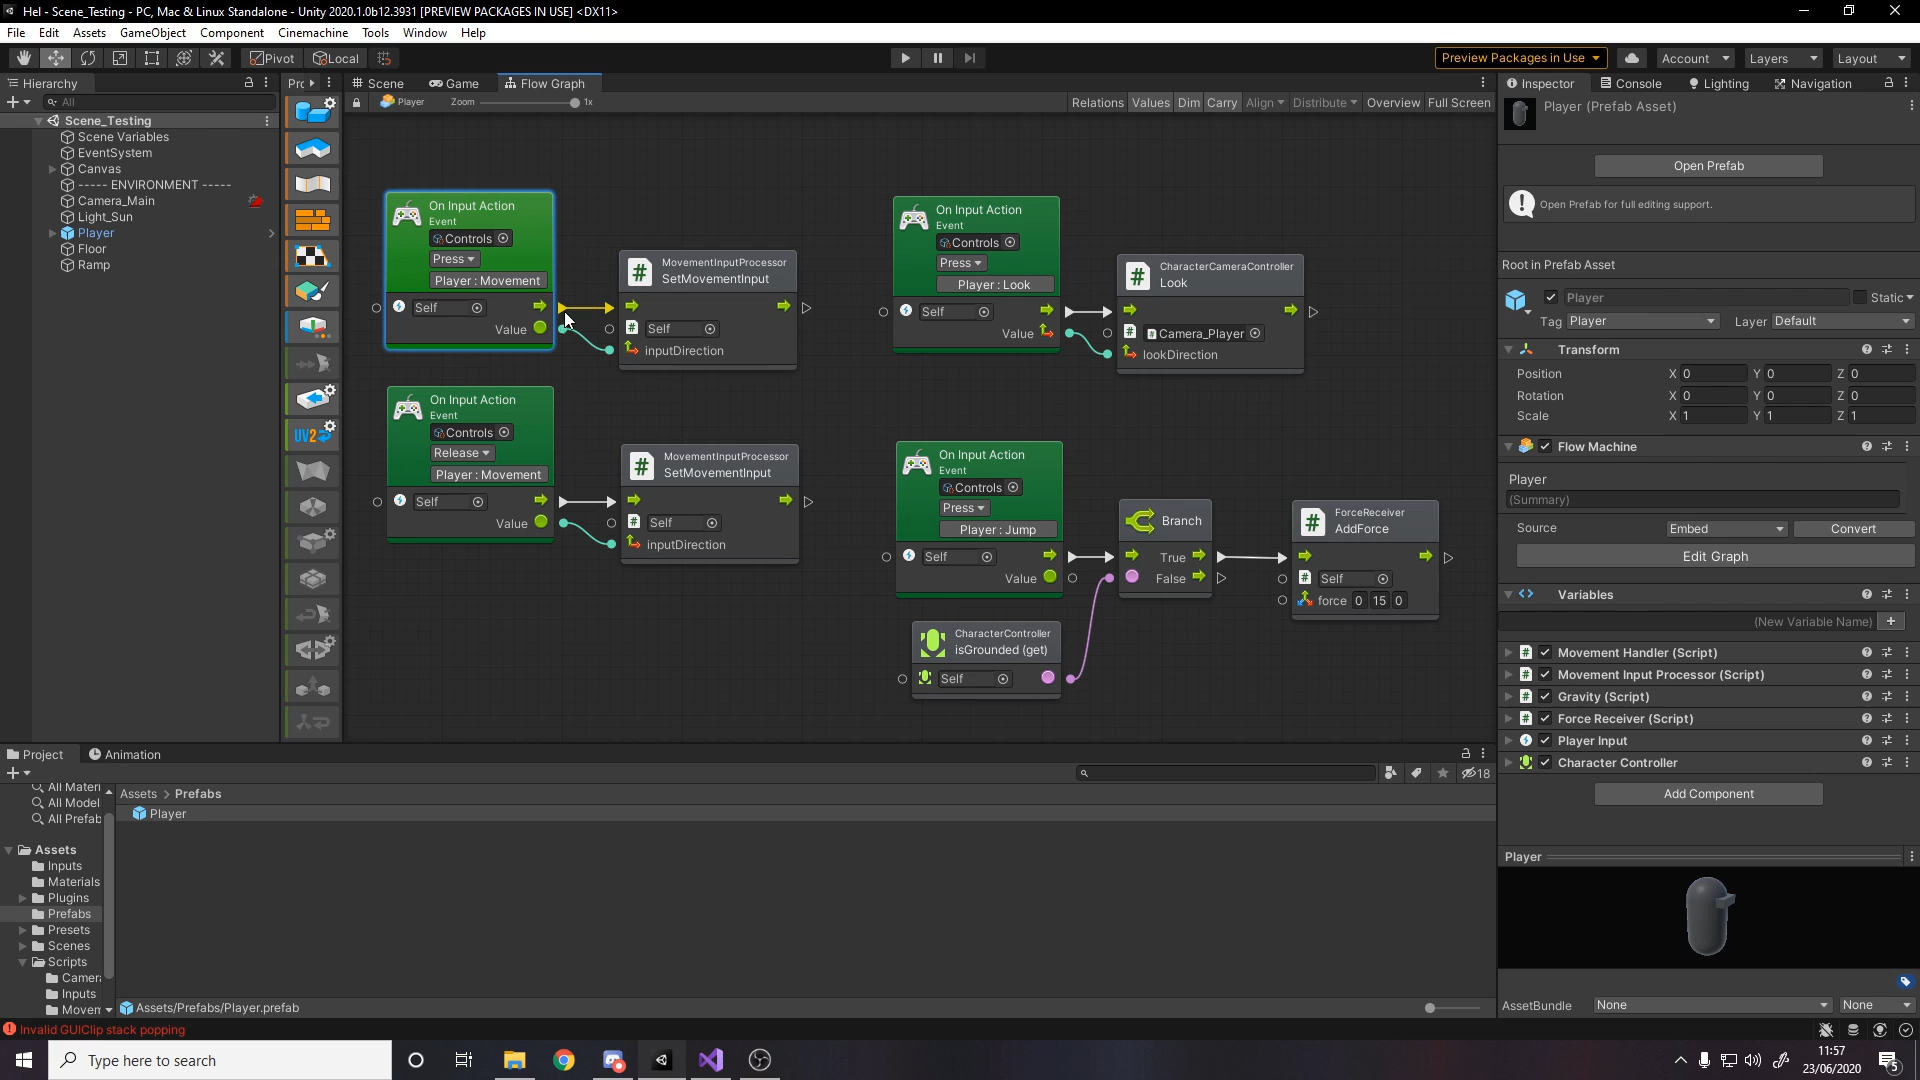 Hel - Scene_Testing - PC, Mac & Linux Standalone - Unity 2020.1.0b12.3931 [PREVIEW PACKAGES IN USE] <DX11>
File Edit Assets GameObject Component Cinemachine Tools Window Help
Pivot Local Preview Packages in Use Account Layers Layout
Hierarchy
All
Scene_Testing
Scene Variables
EventSystem
Canvas
----- ENVIRONMENT -----
Camera_Main
Light_Sun
Player
Floor
Ramp
Prc
UV2
Scene Game Flow Graph
Player Zoom 1x Relations Values Dim Carry Align Distribute Overview Full Screen
On Input Action
Event
Controls
Press
Player : Movement
Self
Value
MovementInputProcessor
SetMovementInput
Self
inputDirection
On Input Action
Event
Controls
Release
Player : Movement
Self
Value
MovementInputProcessor
SetMovementInput
Self
inputDirection
On Input Action
Event
Controls
Press
Player : Look
Self
Value
CharacterCameraController
Look
Camera_Player
lookDirection
On Input Action
Event
Controls
Press
Player : Jump
Self
Value
Branch
True
False
ForceReceiver
AddForce
Self
force 0 15 0
CharacterController
isGrounded (get)
Self
Inspector Console Lighting Navigation
Player (Prefab Asset)
Open Prefab
Open Prefab for full editing support.
Root in Prefab Asset
Player Static
Tag Player Layer Default
Transform
Position X 0 Y 0 Z 0
Rotation X 0 Y 0 Z 0
Scale X 1 Y 1 Z 1
Flow Machine
Player
(Summary)
Source Embed Convert
Edit Graph
Variables
(New Variable Name)
Movement Handler (Script)
Movement Input Processor (Script)
Gravity (Script)
Force Receiver (Script)
Player Input
Character Controller
Add Component
Player
AssetBundle None None
Project Animation
18
All Materi
All Model
All Prefab
Assets
Inputs
Materials
Plugins
Prefabs
Presets
Scenes
Scripts
Camer
Inputs
Movem
Assets > Prefabs
Player
Assets/Prefabs/Player.prefab
Invalid GUIClip stack popping
Type here to search
11:57
23/06/2020
5